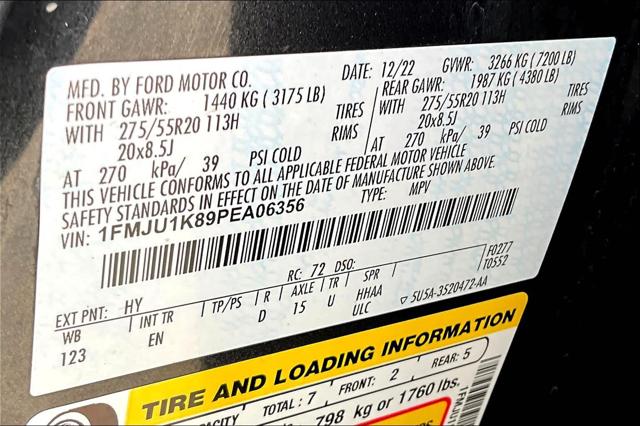 MFD. BY FORD MOTOR CO.
DATE: 12/22 GVWR: 3266 KG (7200 LB)
FRONT GAWR: 1440 KG (3175 LB)
REAR GAWR: 1987 KG (4380 LB)
WITH 275/55R20 113H TIRES
275/55R20 113H TIRES
20x8.5J RIMS
20x8.5J RIMS
AT 270 kPa/ 39 PSI COLD
AT 270 kPa/ 39 PSI COLD
THIS VEHICLE CONFORMS TO ALL APPLICABLE FEDERAL MOTOR VEHICLE
SAFETY STANDARDS IN EFFECT ON THE DATE OF MANUFACTURE SHOWN ABOVE.
VIN: 1FMJU1K89PEA06356 TYPE: MPV
F0277
RC: 72 DSO: T0552
EXT PNT: HY
WB INT TR TP/PS R AXLE TR SPR
123 EN D 15 U HHAA
ULC
5U5A-3520472-AA
TIRE AND LOADING INFORMATION
TOTAL: 7 FRONT: 2 REAR: 5
798 kg or 1760 lbs.